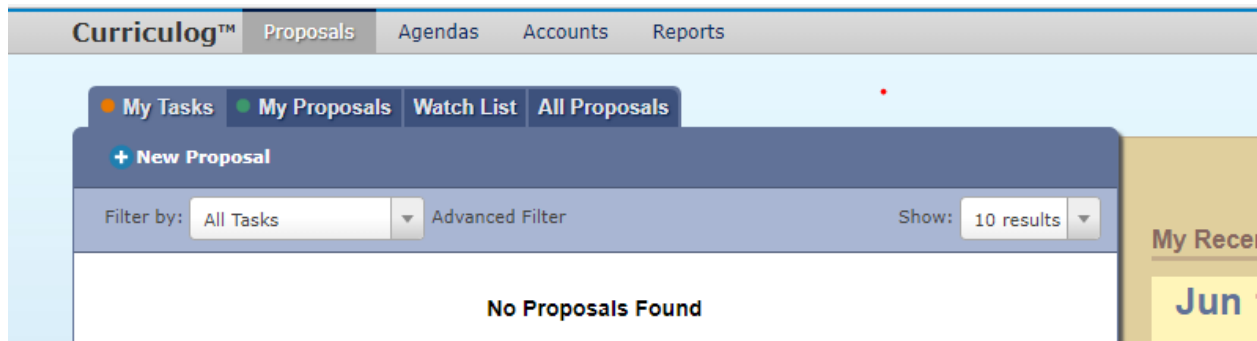 Curriculog™ Proposals Agendas Accounts Reports
My Tasks My Proposals Watch List All Proposals
New Proposal
Filter by: All Tasks Advanced Filter Show: 10 results
My
No Proposals Found
Jun